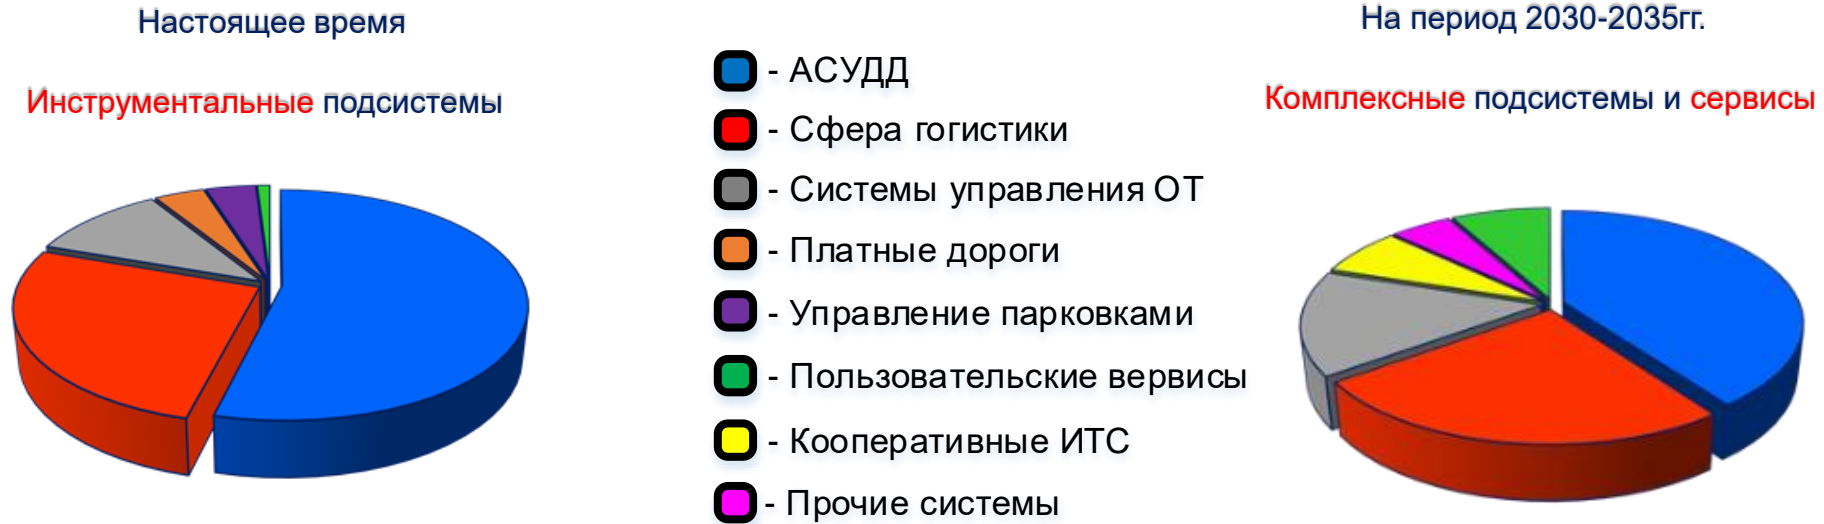 Настоящее время
Инструментальные подсистемы
- АСУДД
- Сфера гогистики
- Системы управления ОТ
- Платные дороги
- Управление парковками
- Пользовательские вервисы
- Кооперативные ИТС
- Прочие системы
На период 2030-2035гг.
Комплексные подсистемы и сервисы